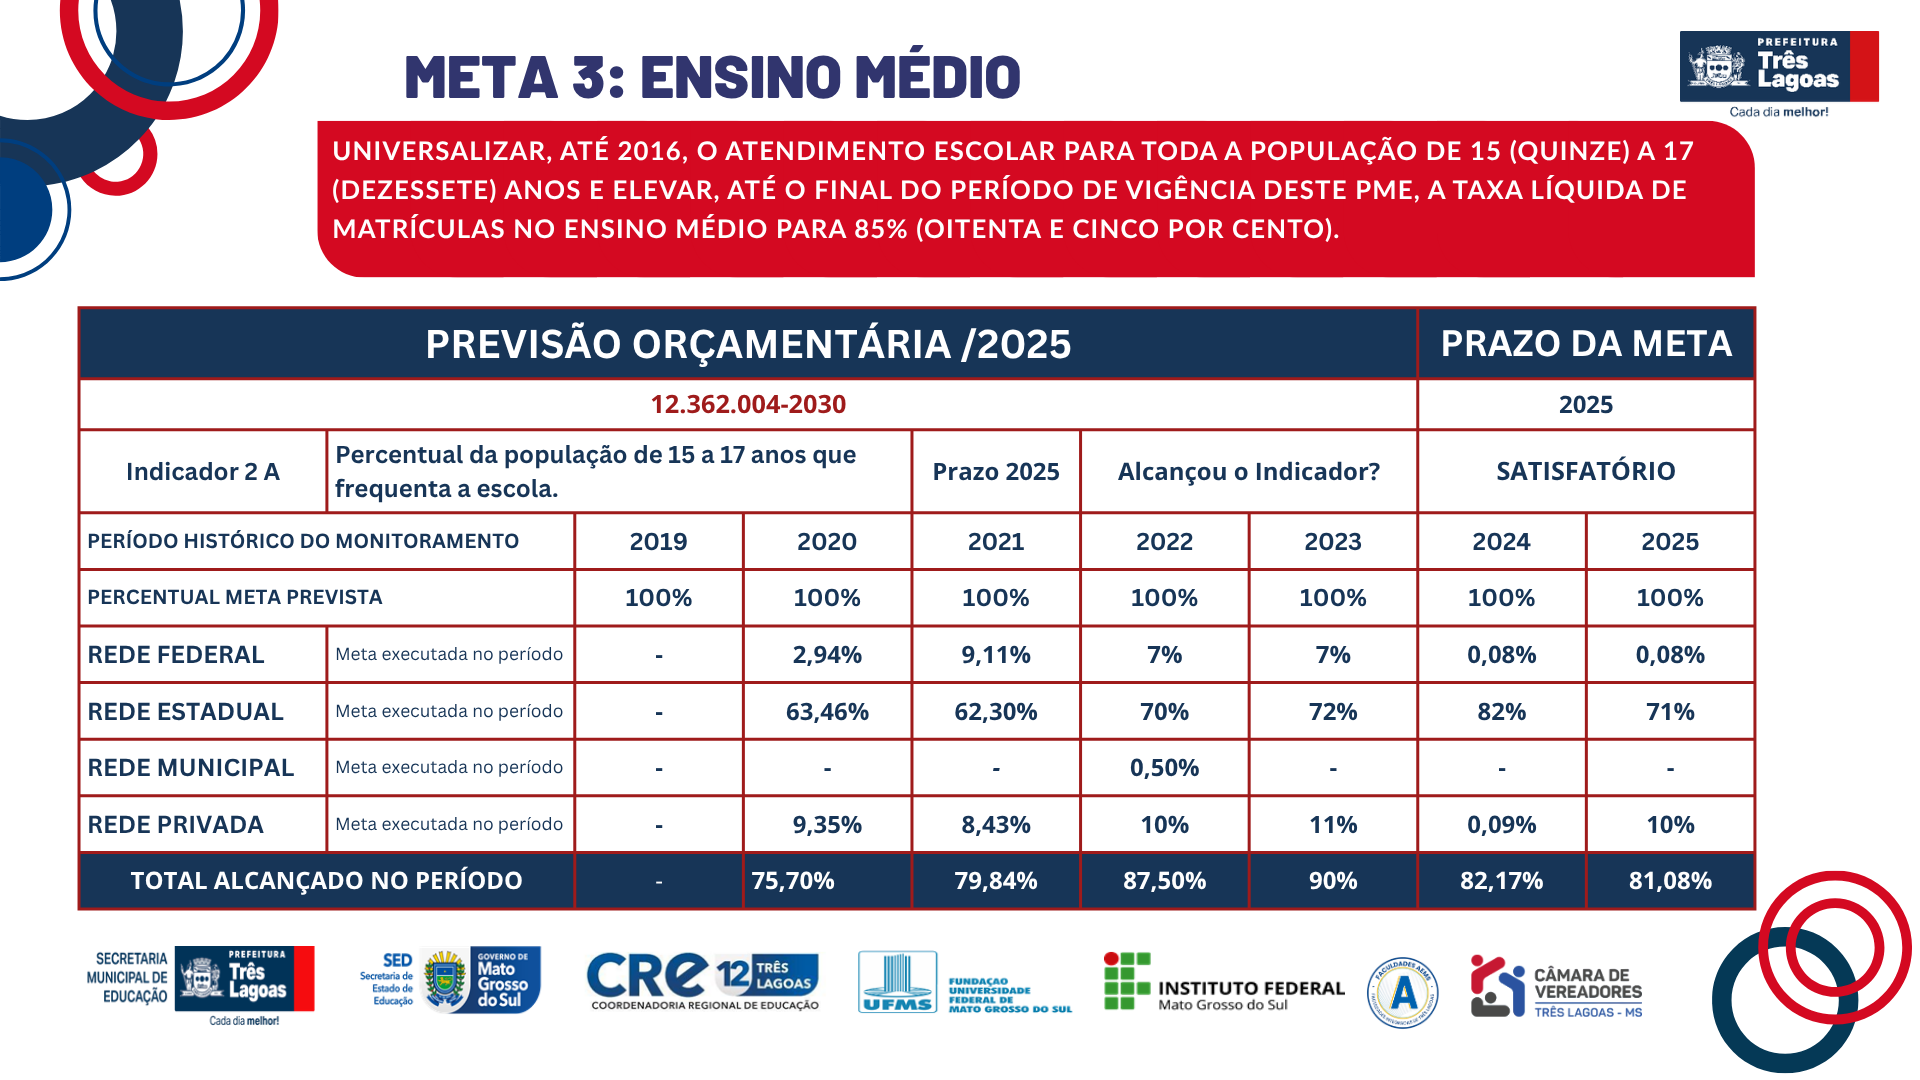 META 3: ENSINO MÉDIO
PREFEITURA
Três
Lagoas
Cada dia melhor!
UNIVERSALIZAR, ATÉ 2016, O ATENDIMENTO ESCOLAR PARA TODA A POPULAÇÃO DE 15 (QUINZE) A 17
(DEZESSETE) ANOS E ELEVAR, ATÉ O FINAL DO PERÍODO DE VIGÊNCIA DESTE PME, A TAXA LÍQUIDA DE
MATRÍCULAS NO ENSINO MÉDIO PARA 85% (OITENTA E CINCO POR CENTO).
PREVISÃO ORÇAMENTÁRIA /2025 PRAZO DA META
12.362.004-2030 2025
Indicador 2 A Percentual da população de 15 a 17 anos que
frequenta a escola. Prazo 2025 Alcançou o Indicador? SATISFATÓRIO
PERÍODO HISTÓRICO DO MONITORAMENTO 2019 2020 2021 2022 2023 2024 2025
PERCENTUAL META PREVISTA 100% 100% 100% 100% 100% 100% 100%
REDE FEDERAL Meta executada no período - 2,94% 9,11% 7% 7% 0,08% 0,08%
REDE ESTADUAL Meta executada no período - 63,46% 62,30% 70% 72% 82% 71%
REDE MUNICIPAL Meta executada no período - - - 0,50% - - -
REDE PRIVADA Meta executada no período - 9,35% 8,43% 10% 11% 0,09% 10%
TOTAL ALCANÇADO NO PERÍODO - 75,70% 79,84% 87,50% 90% 82,17% 81,08%
SECRETARIA
MUNICIPAL DE
EDUCAÇÃO
PREFEITURA
Três
Lagoas
Cada dia melhor!
SED
Secretaria de
Estado de
Educação
GOVERNO DE
Mato
Grosso
do Sul
CRe 12 TRÊS
LAGOAS
COORDENADORIA REGIONAL DE EDUCAÇÃO
UFMS
FUNDAÇAO
UNIVERSIDADE
FEDERAL DE
MATO GROSSO DO SUL
INSTITUTO FEDERAL
Mato Grosso do Sul
FACULDADES AEMS
A
CÂMARA DE
VEREADORES
TRÊS LAGOAS - MS